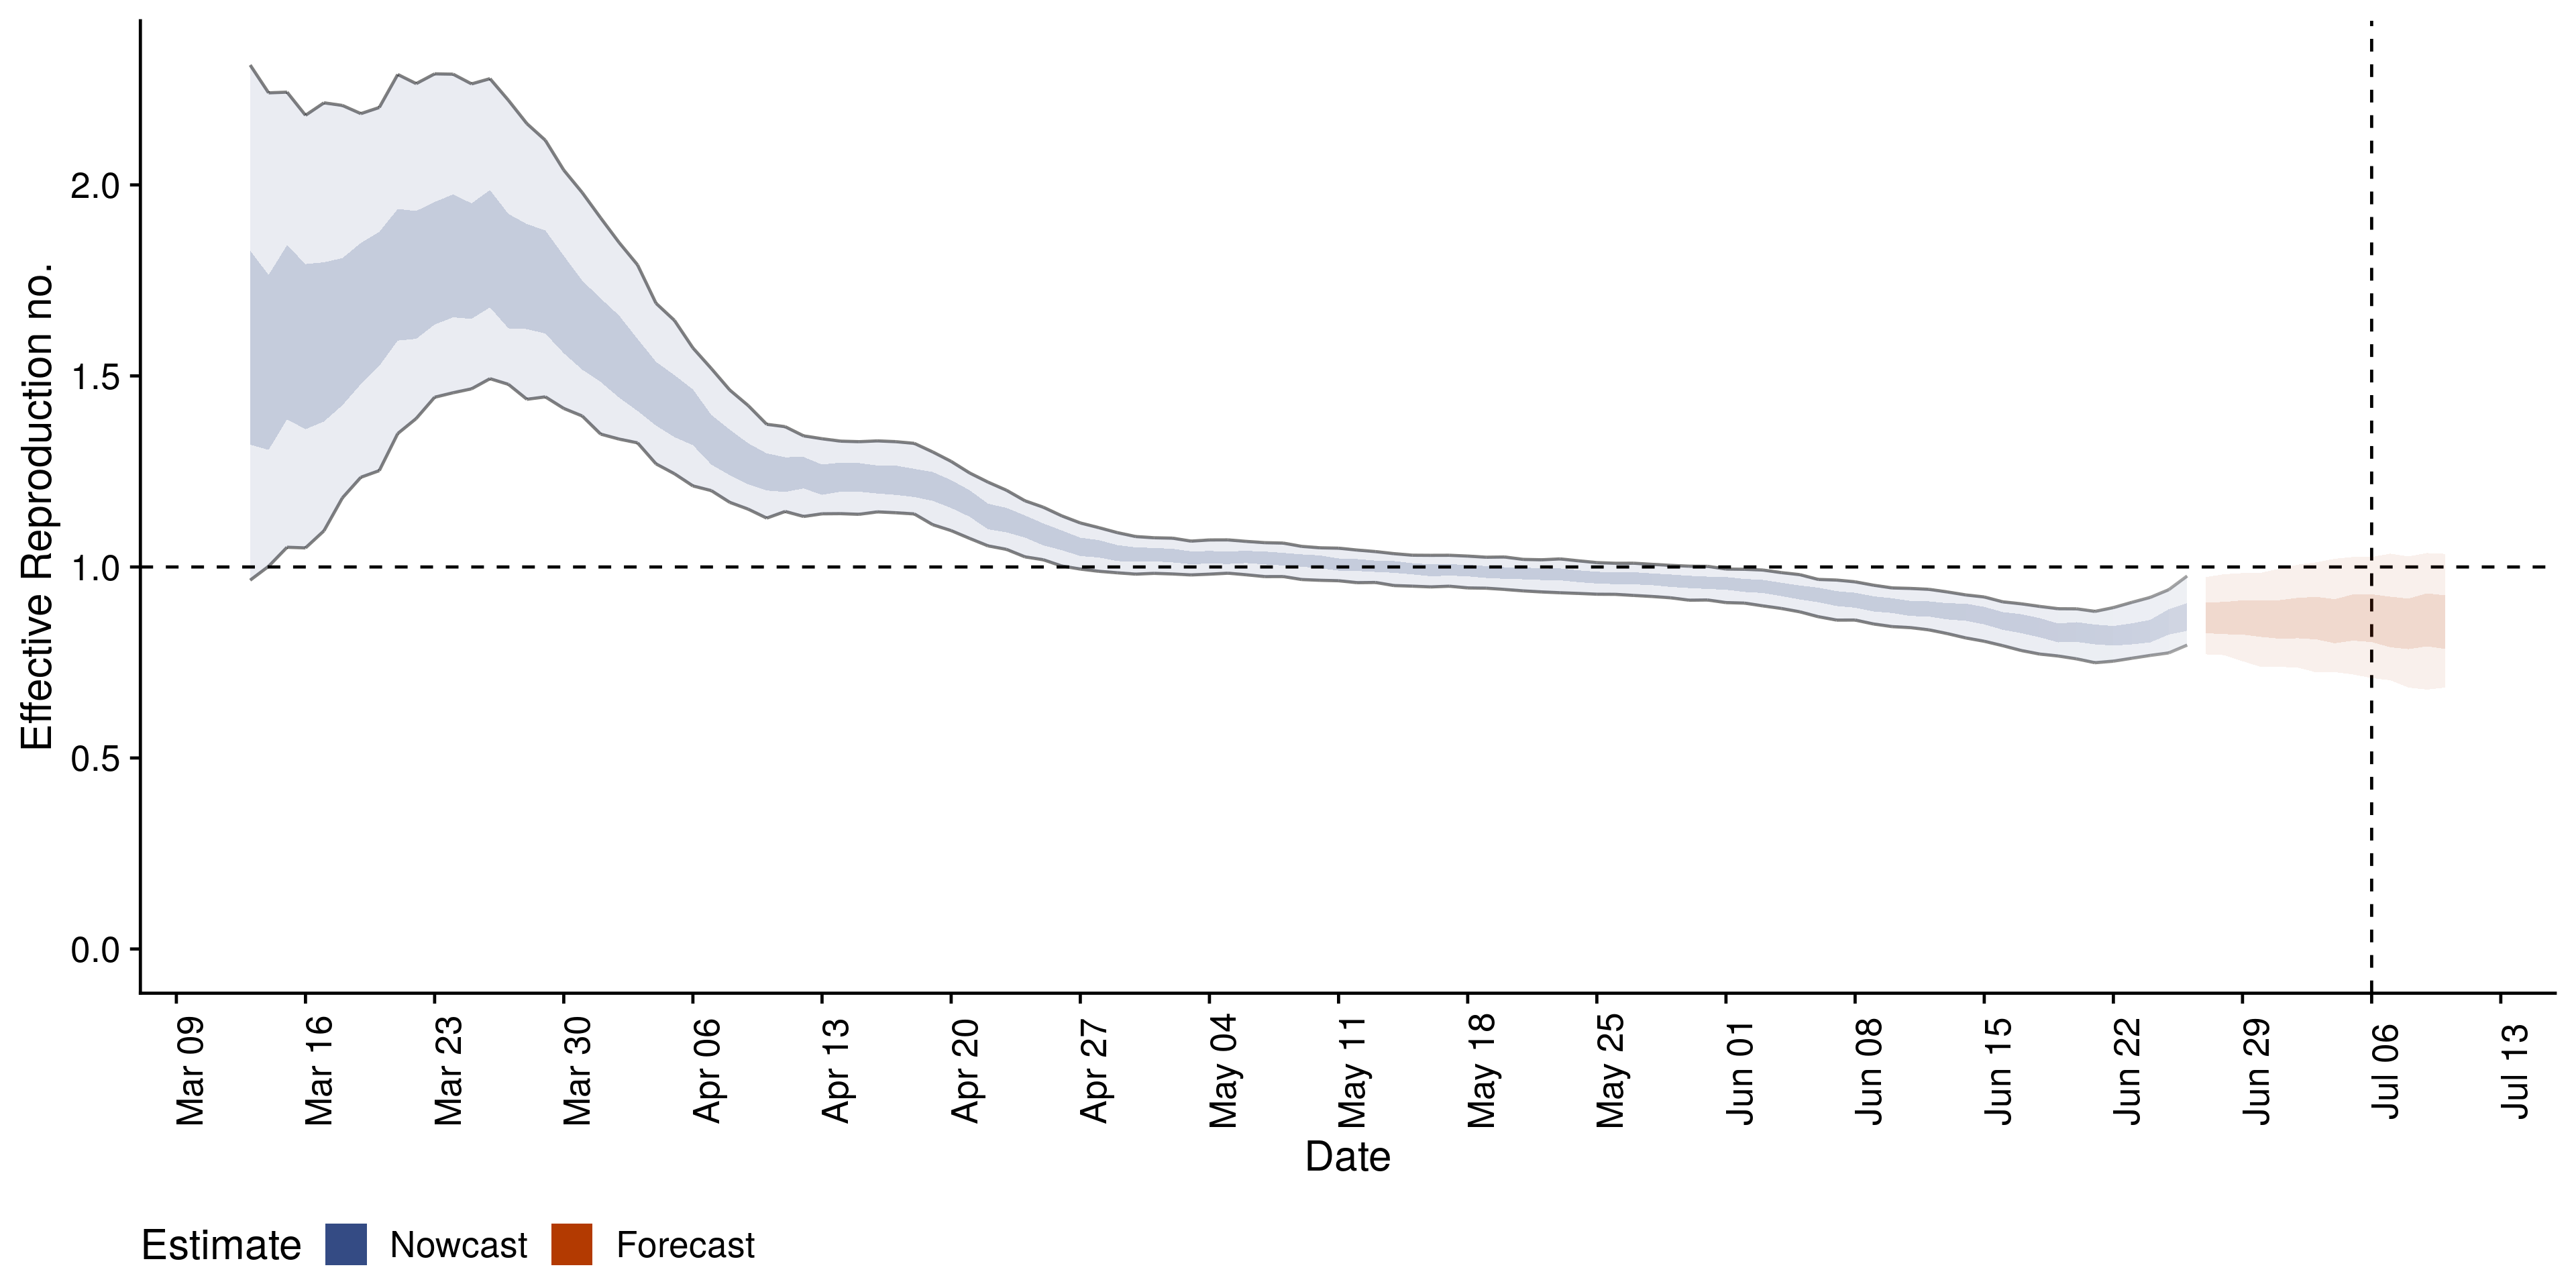 Effective Reproduction no.
2.0
1.5
1.0
0.5
0.0
Mar 09
Mar 16
Mar 23
Mar 30
Apr 06
Apr 13
Apr 20
Apr 27
May 04
May 11
May 18
May 25
Jun 01
Jun 08
Jun 15
Jun 22
Jun 29
Jul 06
Jul 13
Date
Estimate Nowcast Forecast